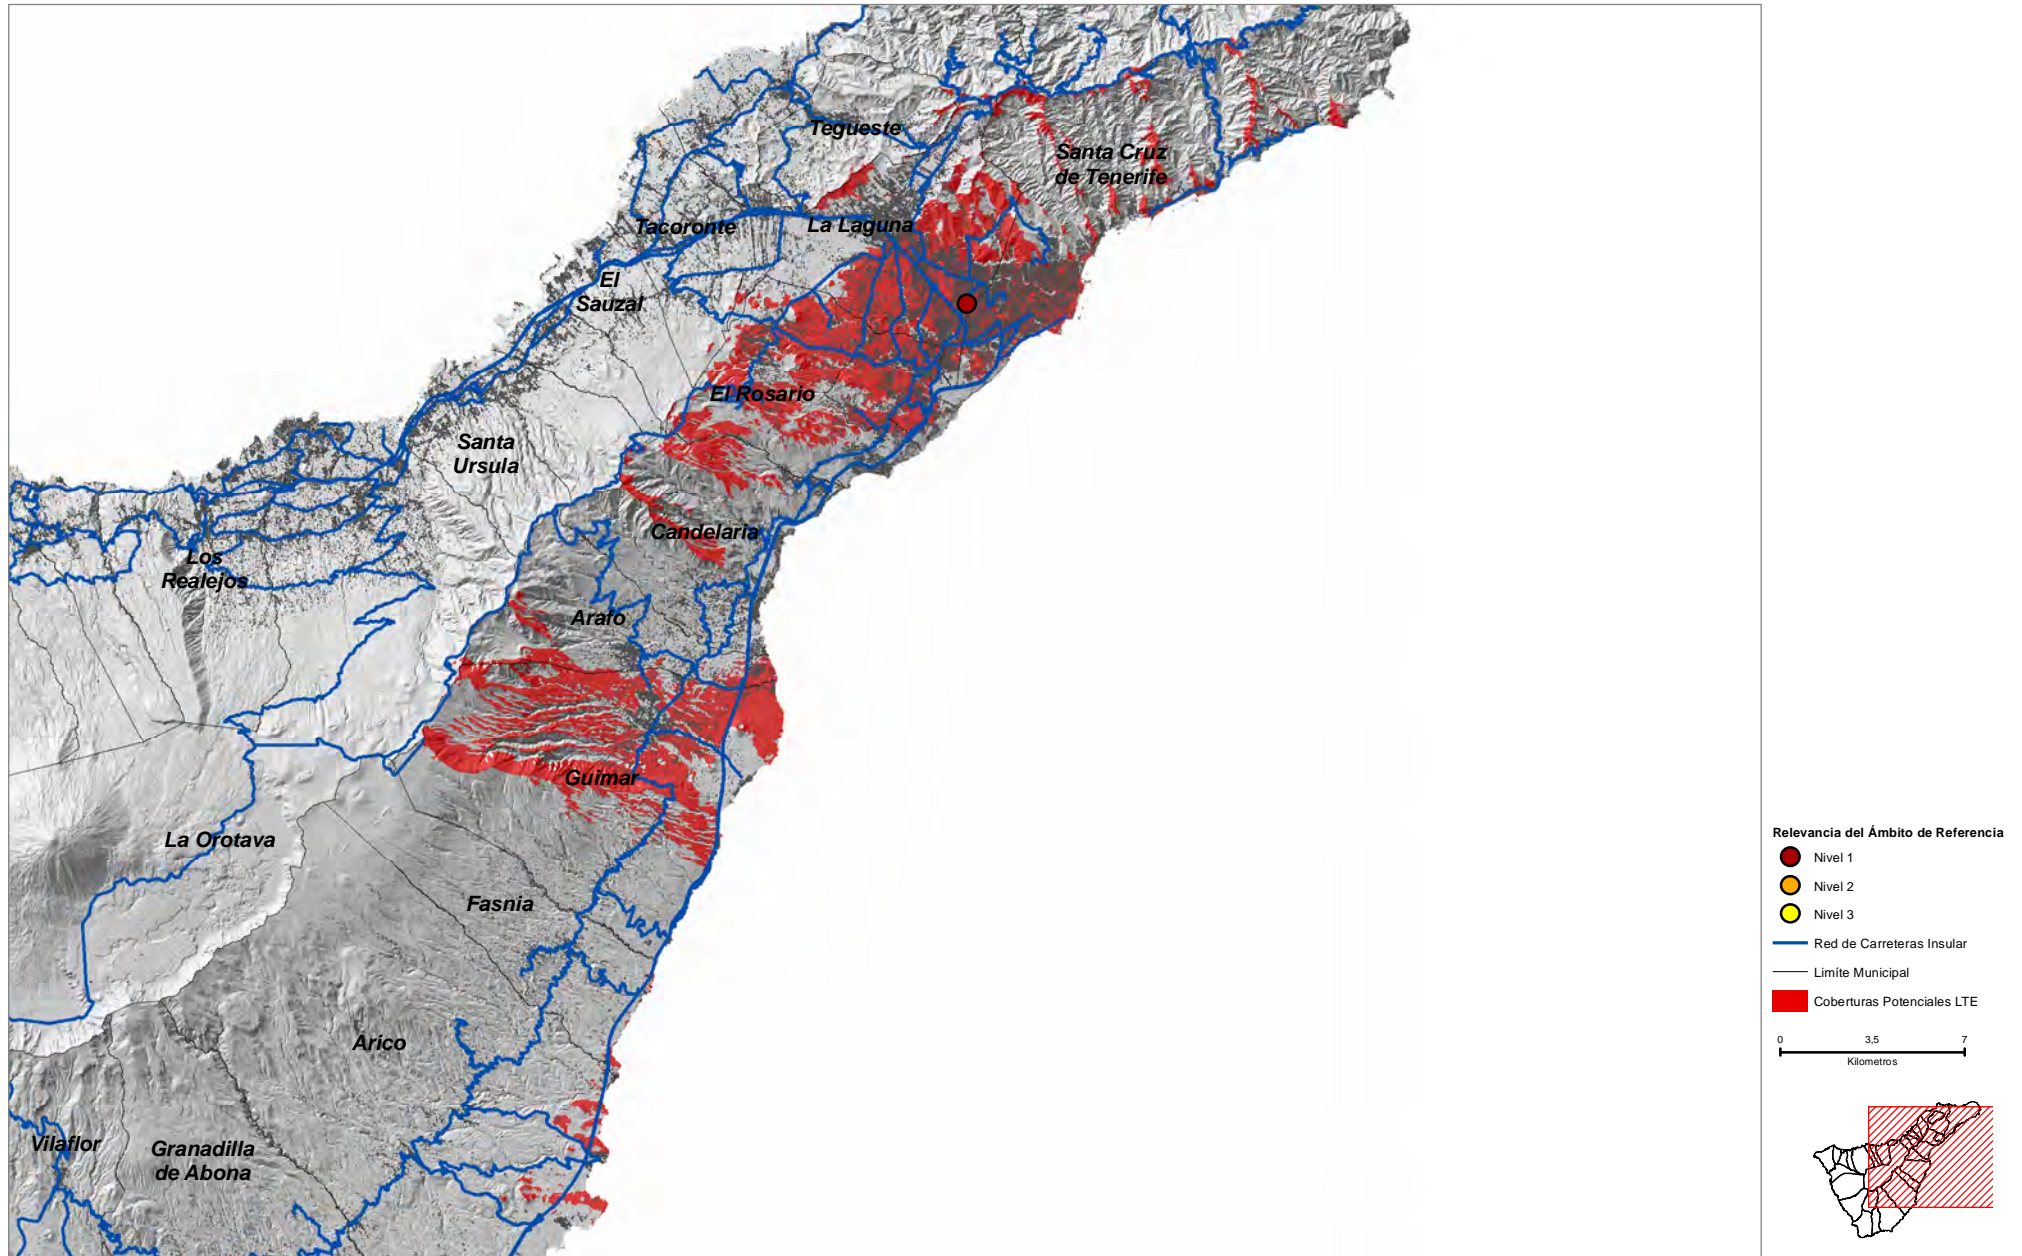 Tegueste
Santa Cruz
de Tenerife
La Laguna
Tacoronte
El
Sauzal
El Rosario
Santa
Ursula
Candelaria
Los
Realejos
Arafo
Guimar
La Orotava
Fasnia
Arico
Vilaflor
Granadilla
de Abona
Relevancia del Ámbito de Referencia
Nivel 1
Nivel 2
Nivel 3
Red de Carreteras Insular
Limíte Municipal
Coberturas Potenciales LTE
0 3,5 7
Kilometros